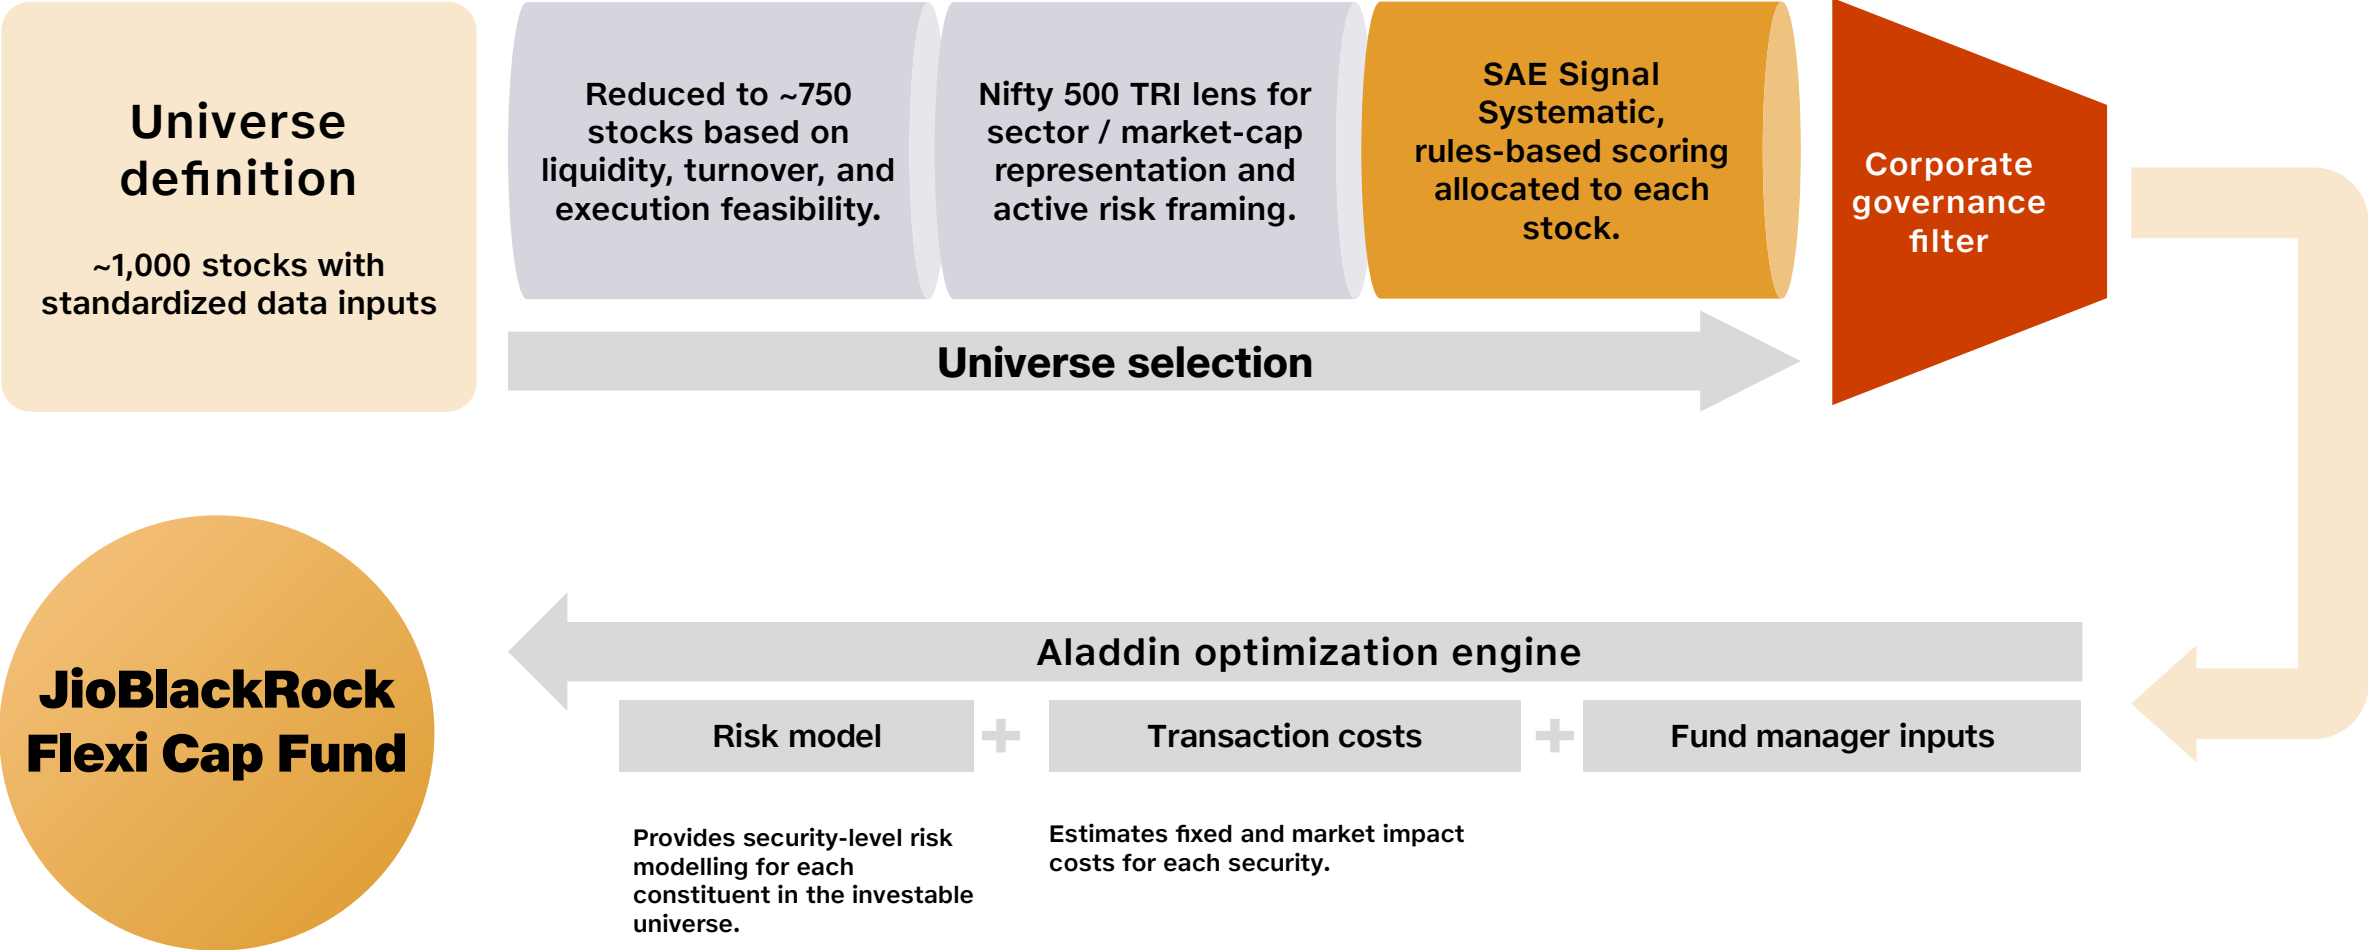 Universe
definition
~1,000 stocks with
standardized data inputs
Reduced to ~750
stocks based on
liquidity, turnover, and
execution feasibility.
Nifty 500 TRI lens for
sector / market-cap
representation and
active risk framing.
SAE Signal
Systematic,
rules-based scoring
allocated to each
stock.
Corporate
governance
filter
Universe selection
Aladdin optimization engine
JioBlackRock
Flexi Cap Fund
Risk model
Transaction costs
Fund manager inputs
Provides security-level risk
modelling for each
constituent in the investable
universe.
Estimates fixed and market impact
costs for each security.